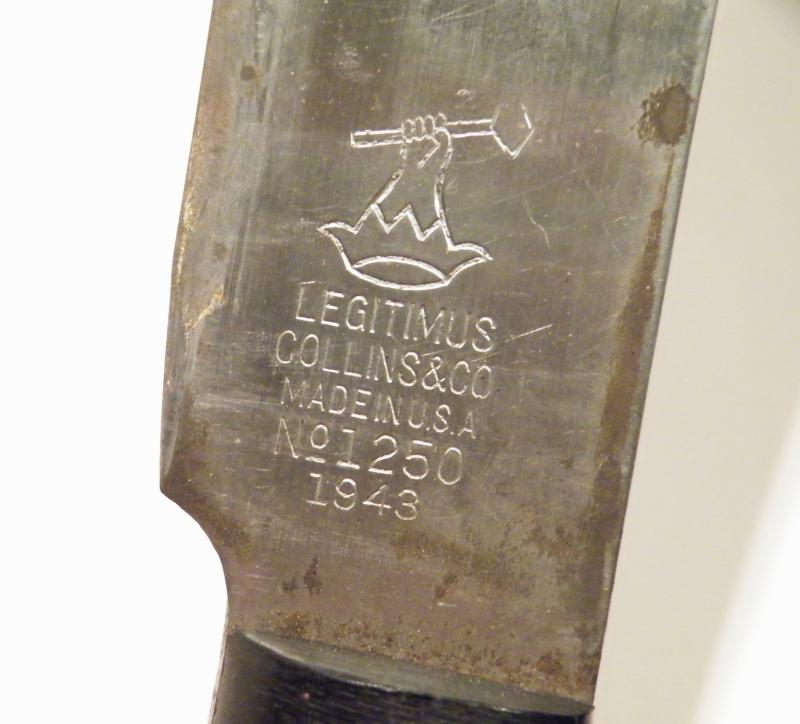 LEGITIMUS
COLLINS&CO
MADE IN U.S.A
Nº1250
1943